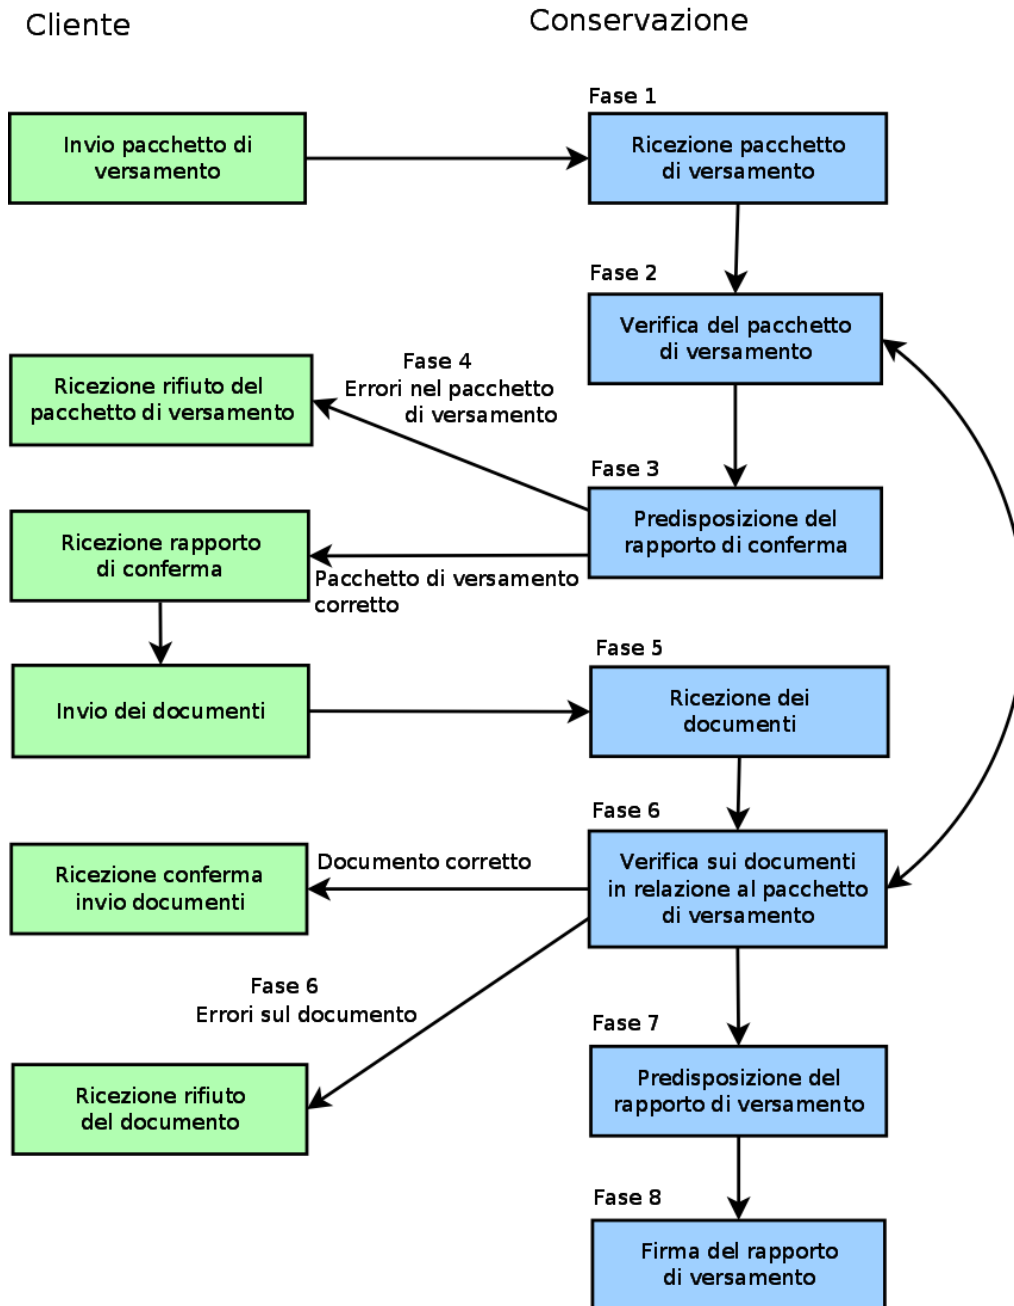 Cliente
Conservazione
Fase 1
Invio pacchetto di
versamento
Ricezione pacchetto
di versamento
Fase 2
Verifica del pacchetto
di versamento
Fase 4
Errori nel pacchetto
di versamento
Ricezione rifiuto del
pacchetto di versamento
Fase 3
Predisposizione del
rapporto di conferma
Ricezione rapporto
di conferma
Pacchetto di versamento
corretto
Fase 5
Invio dei documenti
Ricezione dei
documenti
Fase 6
Verifica sui documenti
in relazione al pacchetto
di versamento
Documento corretto
Ricezione conferma
invio documenti
Fase 6
Errori sul documento
Fase 7
Predisposizione del
rapporto di versamento
Ricezione rifiuto
del documento
Fase 8
Firma del rapporto
di versamento